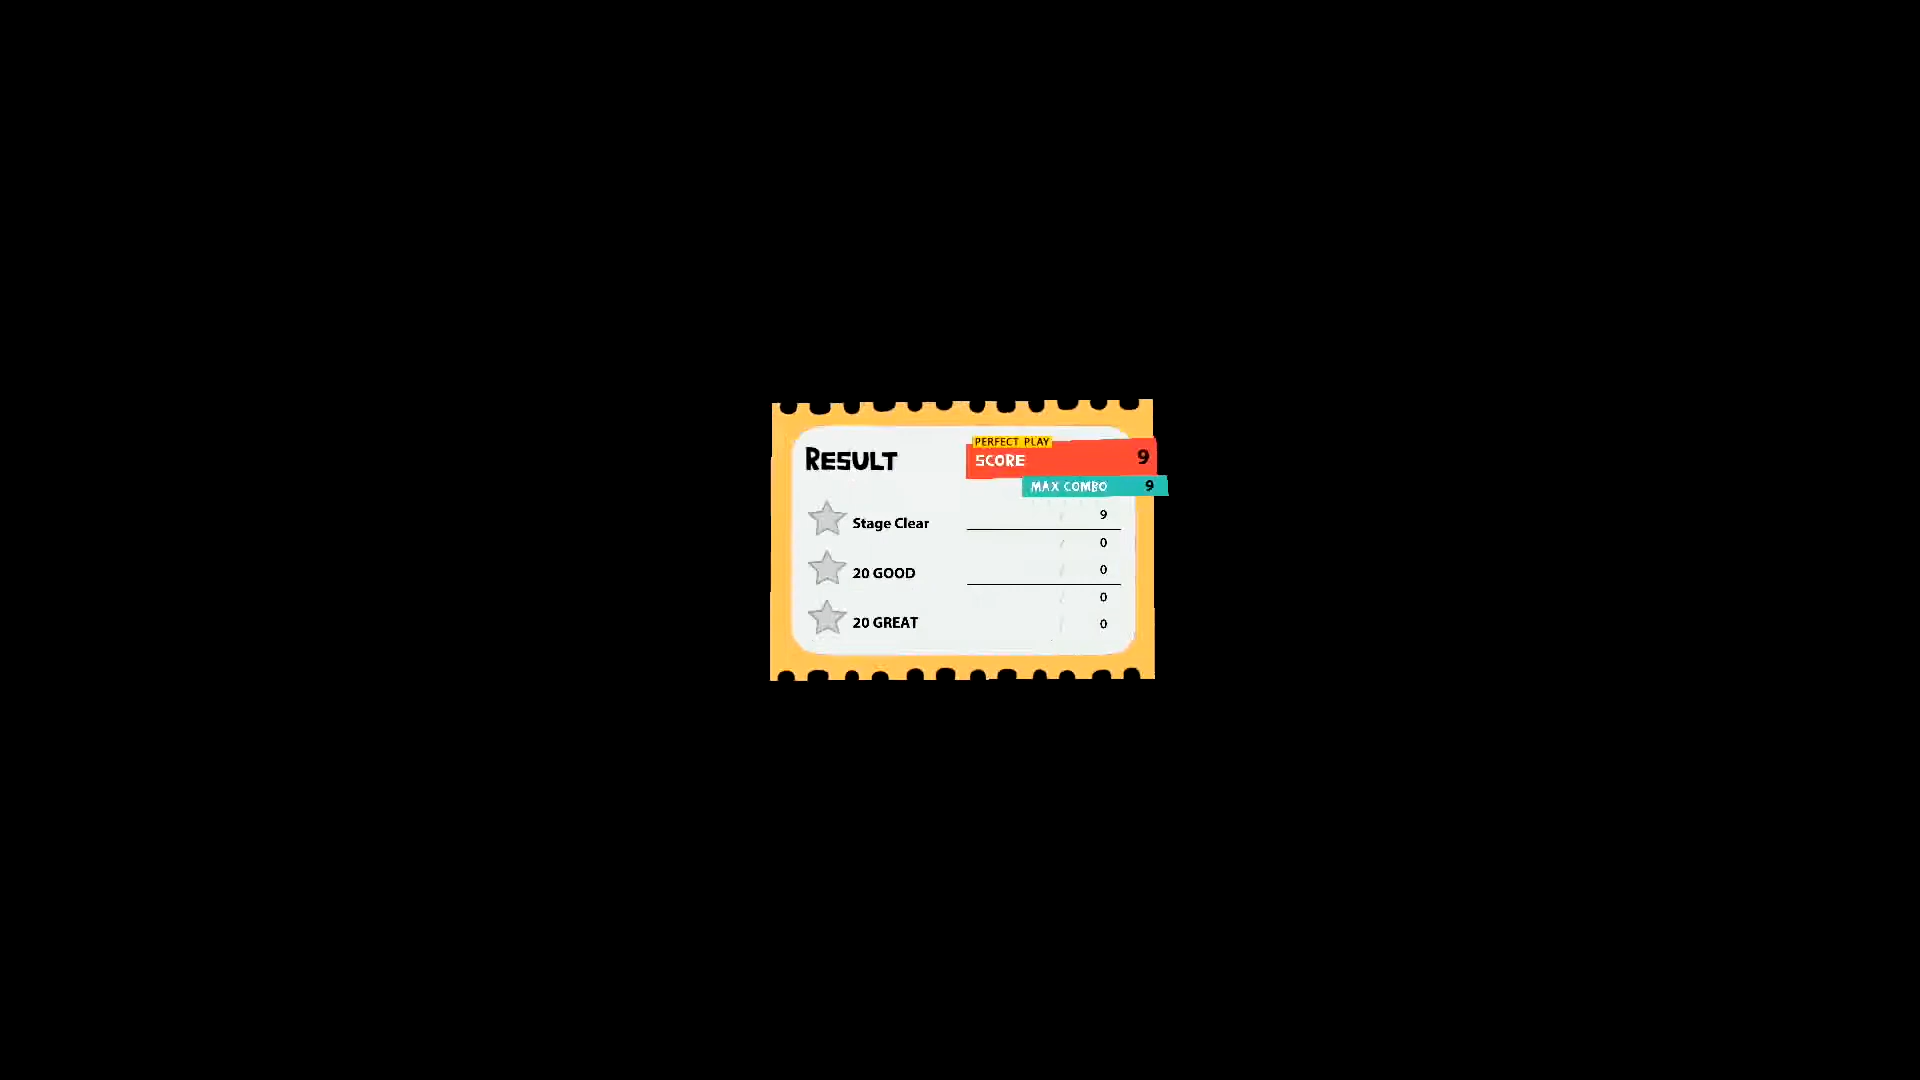 RESULT
PERFECT PLAY
SCORE 9
MAX COMBO 9
Stage Clear
20 GOOD
20 GREAT
/ 9
/ 0
/ 0
/ 0
/ 0